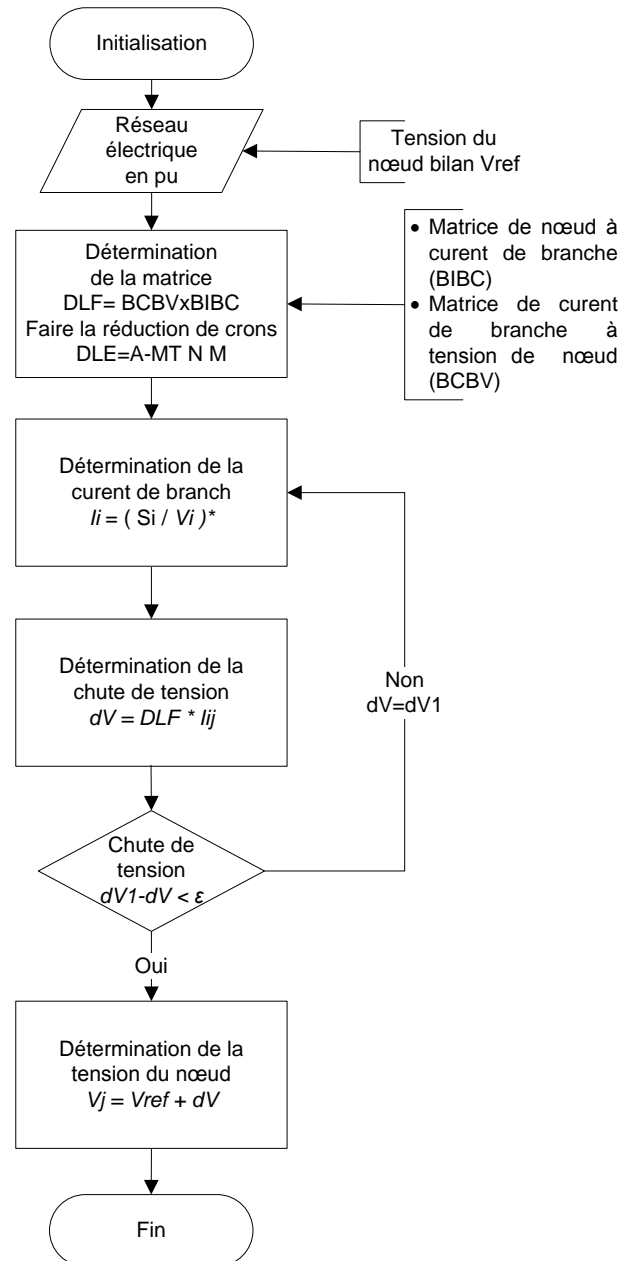 Initialisation
Réseau
électrique
en pu
Tension du
nœud bilan Vref
Détermination
de la matrice
DLF= BCBVxBIBC
Faire la réduction de crons
DLE=A-MT N M
• Matrice de nœud à
curent de branche
(BIBC)
• Matrice de curent
de branche à
tension de nœud
(BCBV)
Détermination de la
curent de branch
Ii = ( Si / Vi )*
Détermination de la
chute de tension
dV = DLF * Iij
Non
dV=dV1
Chute de
tension
dV1-dV < ε
Oui
Détermination de la
tension du nœud
Vj = Vref + dV
Fin